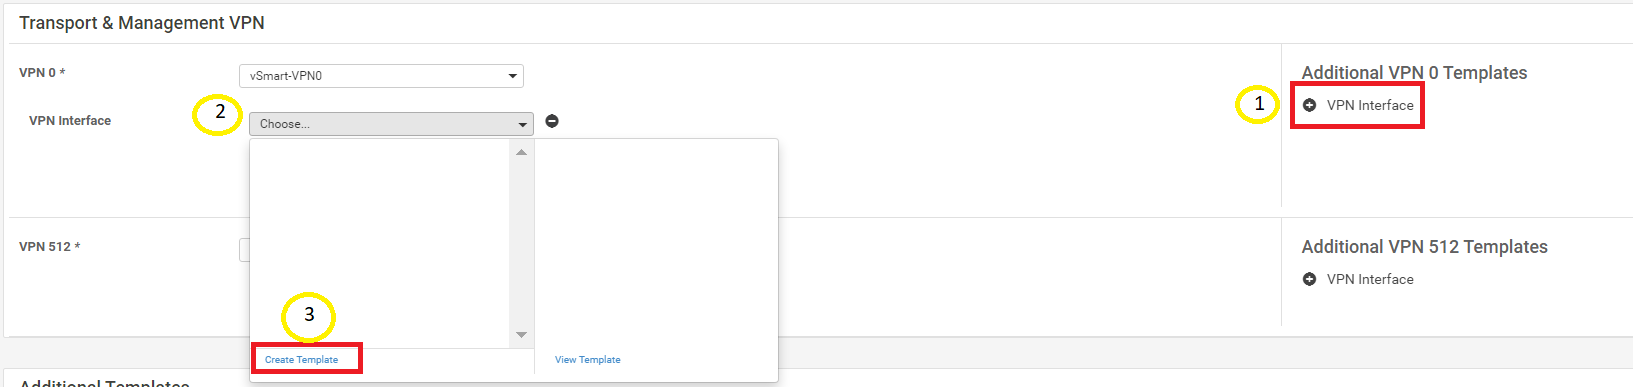 Transport & Management VPN
VPN 0 *
vSmart-VPN0
Additional VPN 0 Templates
VPN Interface
2
Choose...
1
VPN Interface
VPN 512 *
Additional VPN 512 Templates
VPN Interface
3
Create Template
View Template
Additional Templates